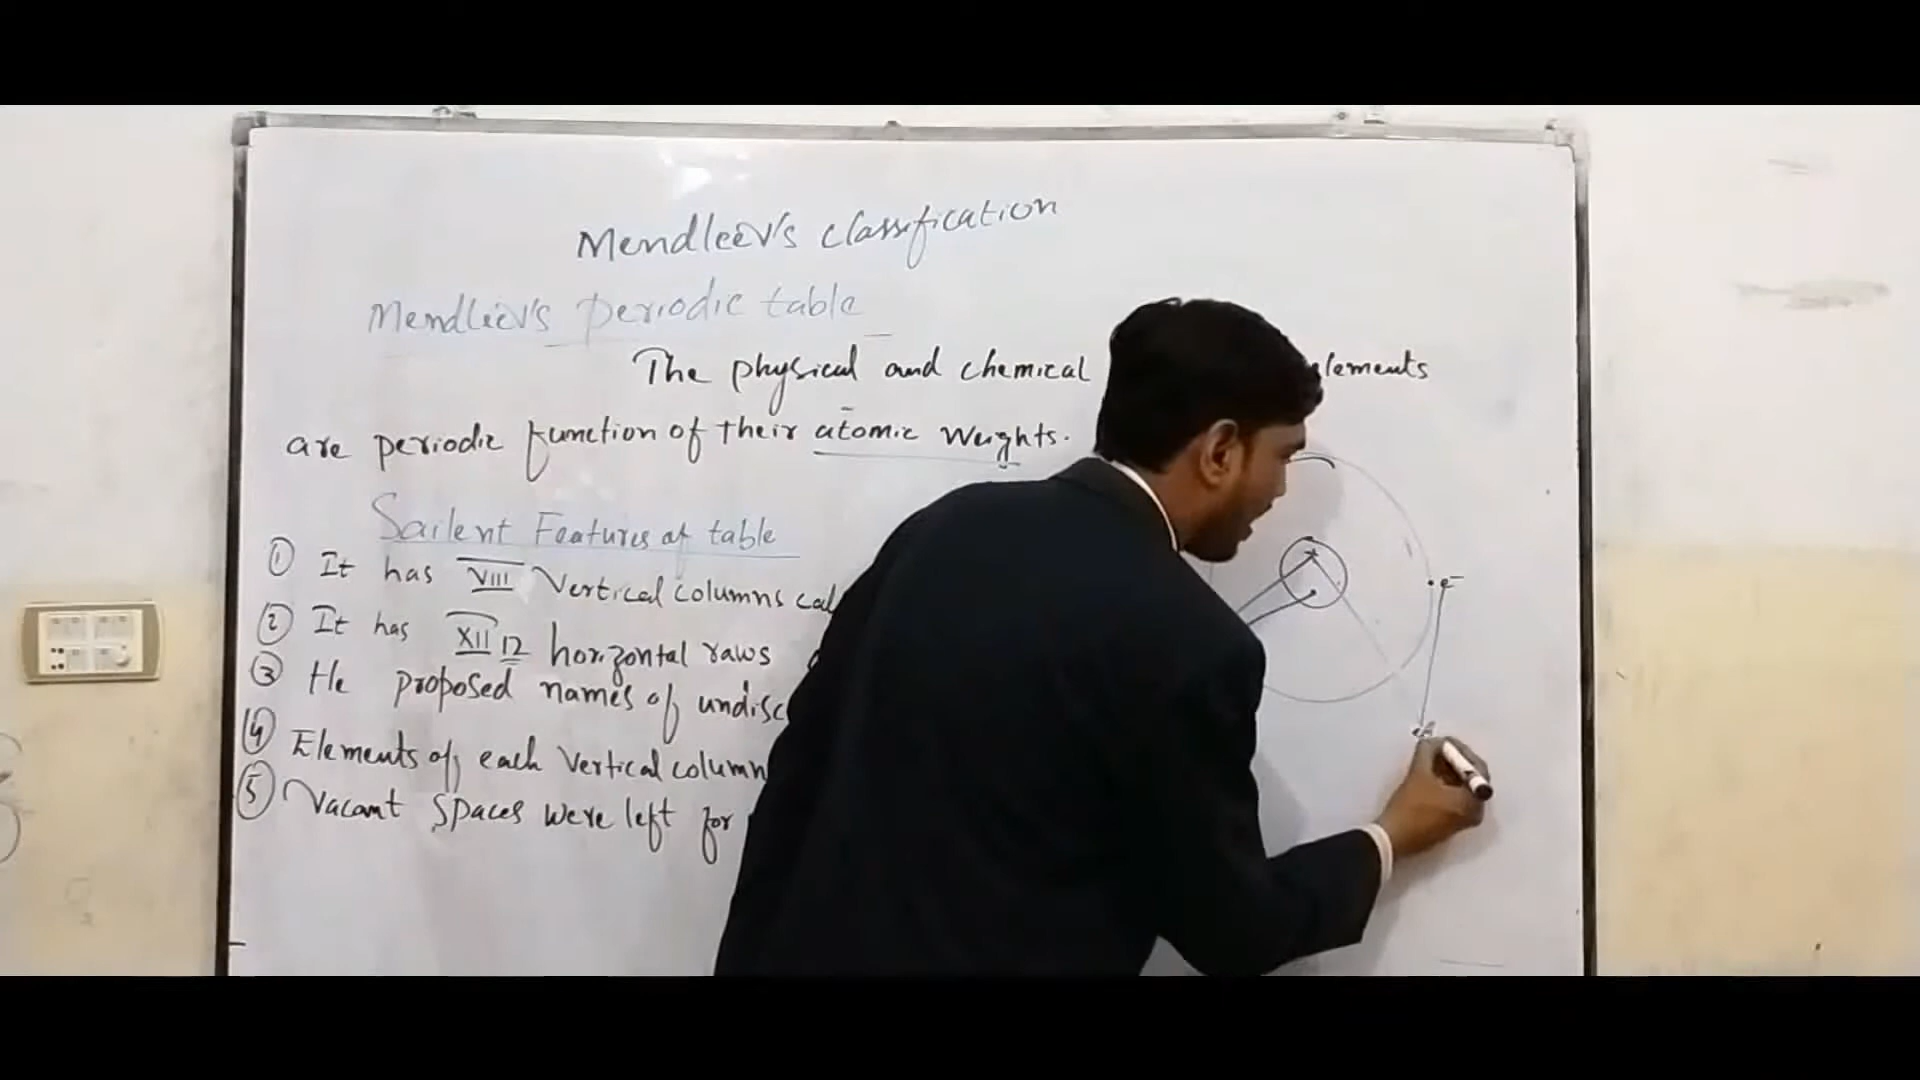 Mendleev's classification
Mendleev's periodic table
The physical and chemical lements
are periodic function of their atomic weights.
Sailent Features of table
① It has VIII Vertical columns cal
② It has XII 12 horizontal raws
③ He proposed names of undisc
④ Elements of each Vertical column
⑤ Vacant spaces were left for
e⁻